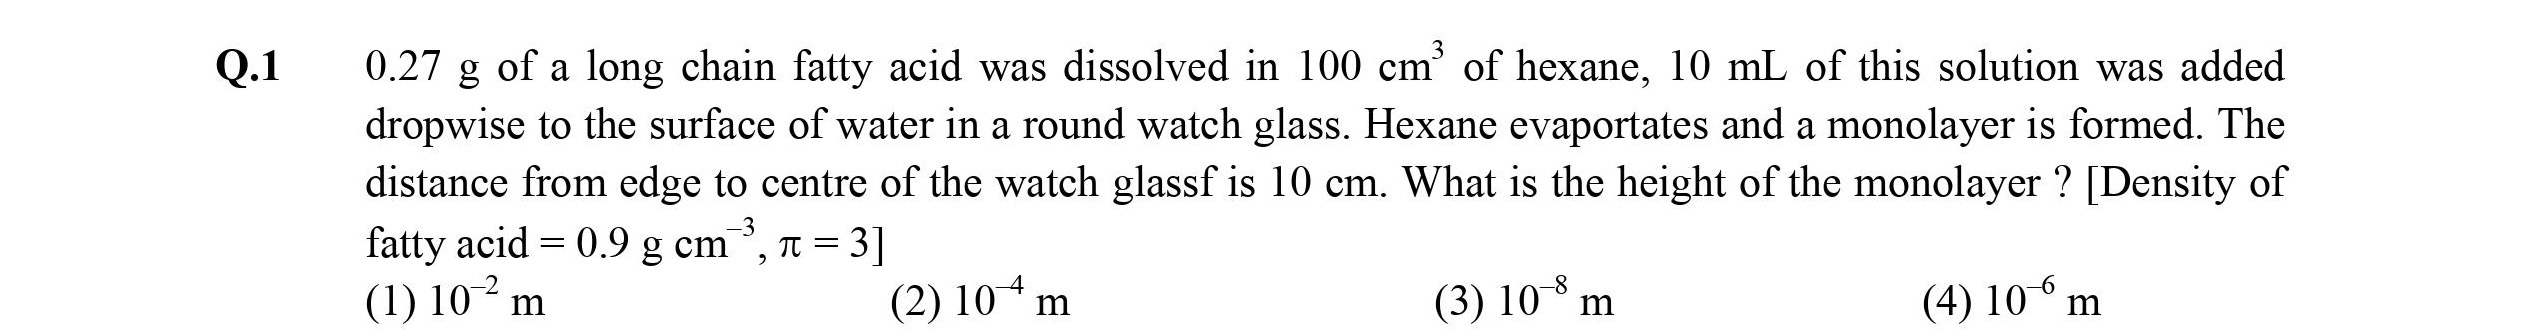 Q.1 0.27 g of a long chain fatty acid was dissolved in 100 cm³ of hexane, 10 mL of this solution was added
dropwise to the surface of water in a round watch glass. Hexane evaportates and a monolayer is formed. The
distance from edge to centre of the watch glassf is 10 cm. What is the height of the monolayer ? [Density of
fatty acid = 0.9 g cm⁻³, π = 3]
(1) 10⁻² m (2) 10⁻⁴ m (3) 10⁻⁸ m (4) 10⁻⁶ m